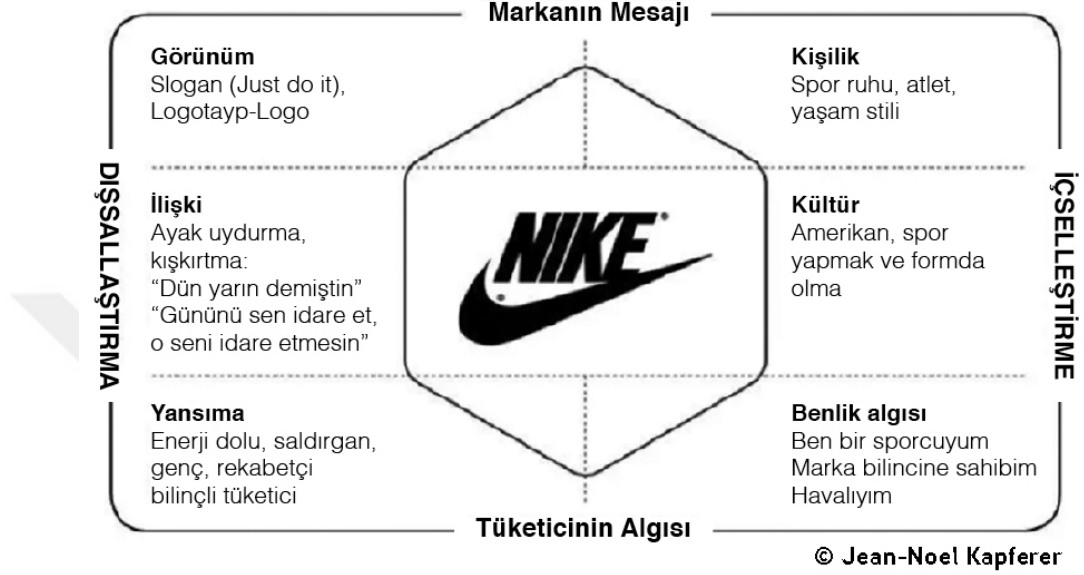 Markanın Mesajı
Görünüm
Slogan (Just do it),
Logotayp-Logo
Kişilik
Spor ruhu, atlet,
yaşam stili
DIŞSALLAŞTIRMA
İlişki
Ayak uydurma,
kışkırtma:
“Dün yarın demiştin”
“Gününü sen idare et,
o seni idare etmesin”
NIKE
Kültür
Amerikan, spor
yapmak ve formda
olma
İÇSELLEŞTİRME
Yansıma
Enerji dolu, saldırgan,
genç, rekabetçi
bilinçli tüketici
Benlik algısı
Ben bir sporcuyum
Marka bilincine sahibim
Havalıyım
Tüketicinin Algısı
© Jean-Noel Kapferer